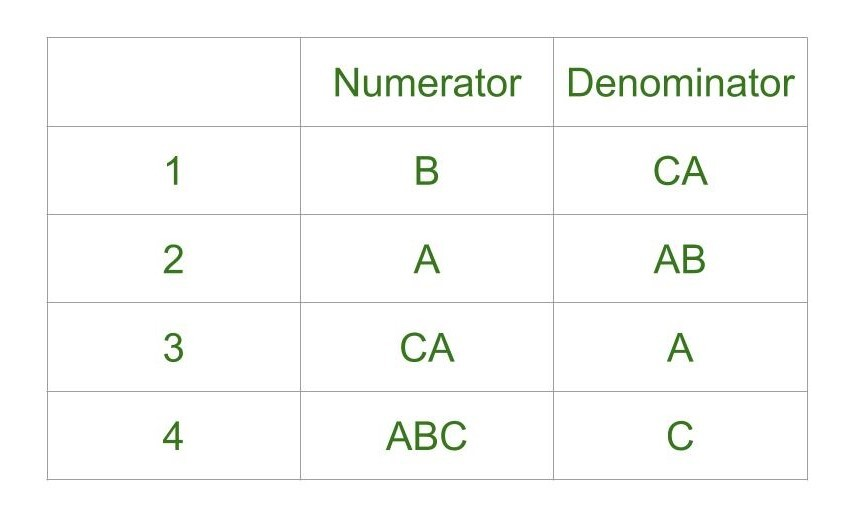 Numerator Denominator
1 B CA
2 A AB
3 CA A
4 ABC C